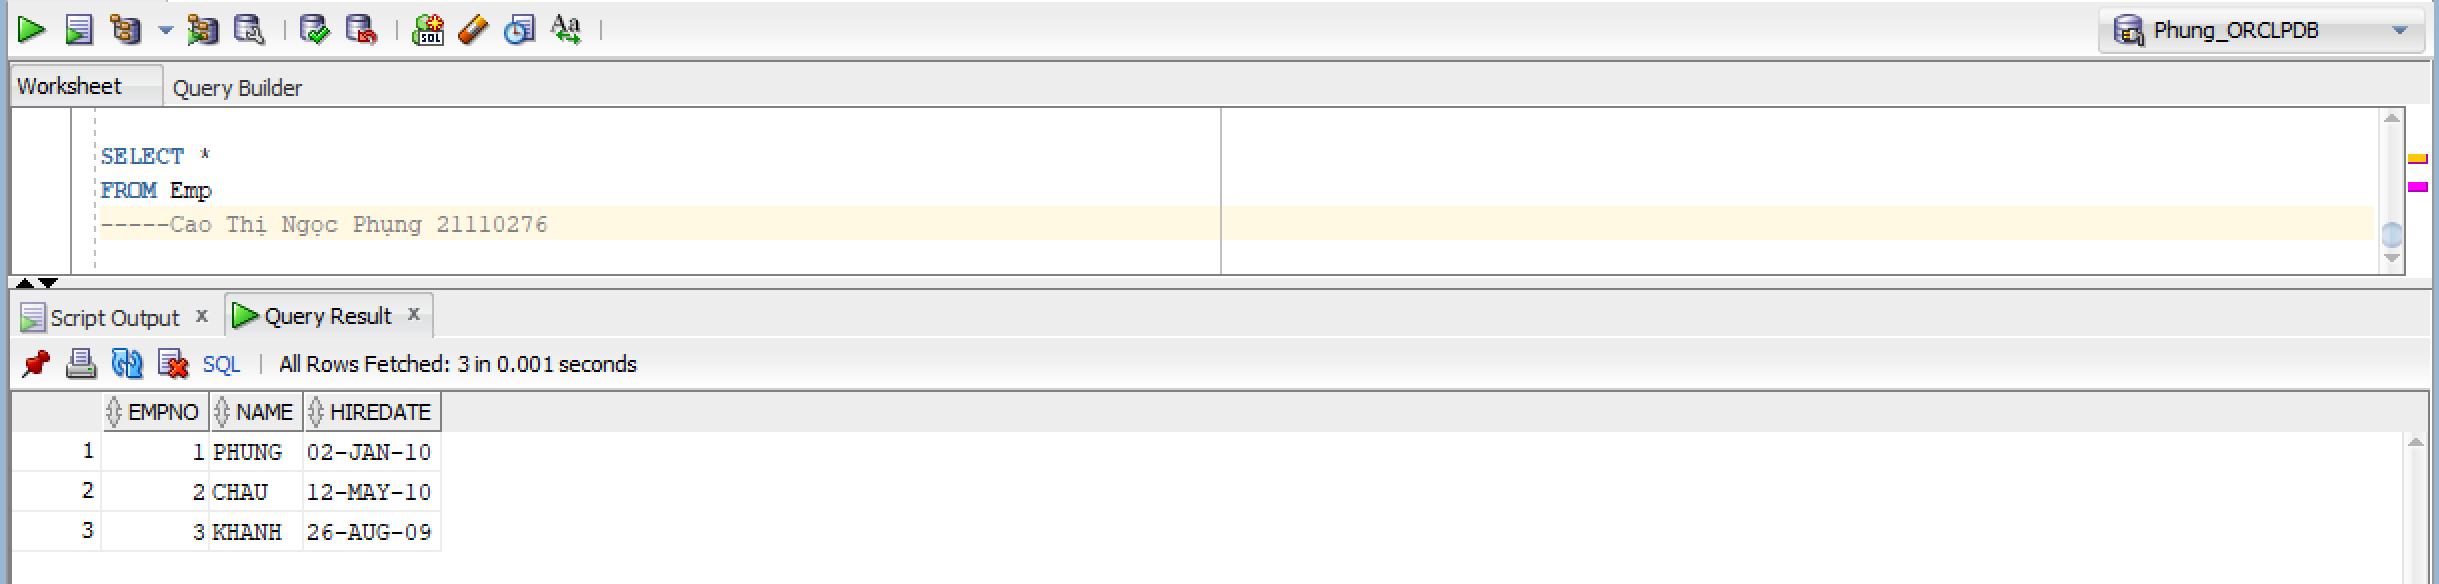 SQL
Aa
Phung_ORCLPDB
Worksheet
Query Builder
SELECT *
FROM Emp
-----Cao Thị Ngọc Phụng 21110276
Script Output x
Query Result x
SQL | All Rows Fetched: 3 in 0.001 seconds
EMPNO NAME HIREDATE
1 1 PHUNG 02-JAN-10
2 2 CHAU 12-MAY-10
3 3 KHANH 26-AUG-09